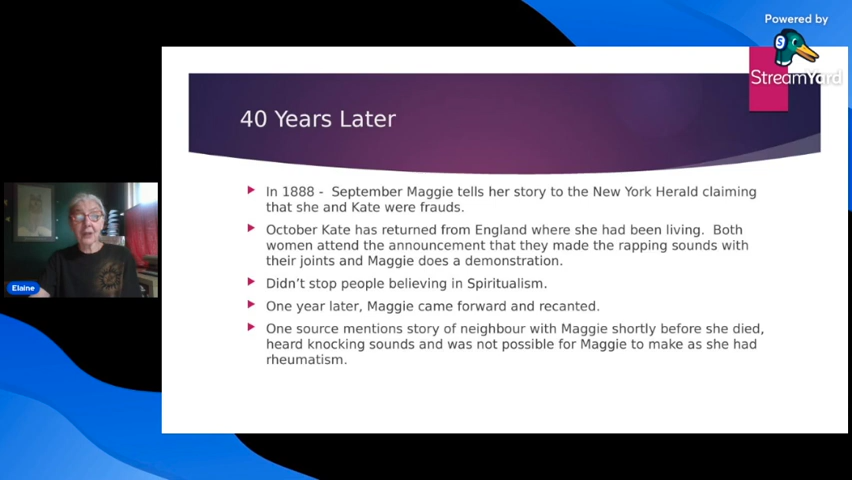 Powered by
StreamYard
40 Years Later
In 1888 -  September Maggie tells her story to the New York Herald claiming
that she and Kate were frauds.
October Kate has returned from England where she had been living.  Both
women attend the announcement that they made the rapping sounds with
their joints and Maggie does a demonstration.
Didn't stop people believing in Spiritualism.
One year later, Maggie came forward and recanted.
One source mentions story of neighbour with Maggie shortly before she died,
heard knocking sounds and was not possible for Maggie to make as she had
rheumatism.
Elaine